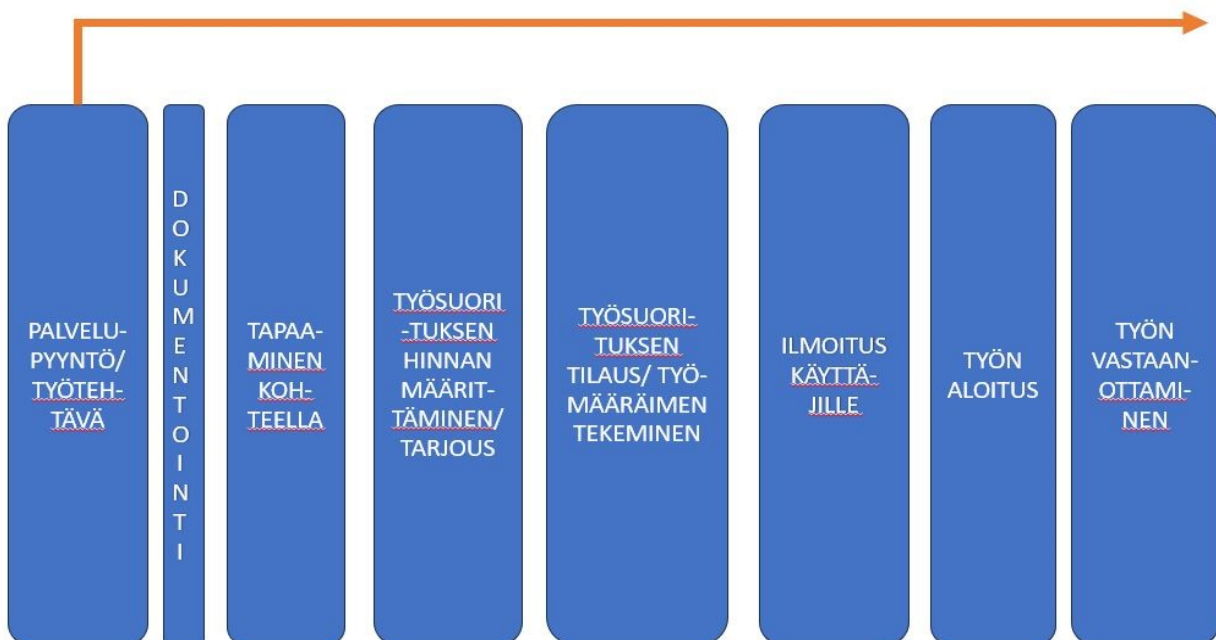 PALVELU-
PYYNTÖ/
TYÖTEH-
TÄVÄ
DOKUMENTOINTI
TAPAA-
MINEN
KOH-
TEELLA
TYÖSUORI
-TUKSEN
HINNAN
MÄÄRIT-
TÄMINEN/
TARJOUS
TYÖSUORI-
TUKSEN
TILAUS/ TYÖ-
MÄÄRÄIMEN
TEKEMINEN
ILMOITUS
KÄYTTÄ-
JILLE
TYÖN
ALOITUS
TYÖN
VASTAAN-
OTTAMI-
NEN